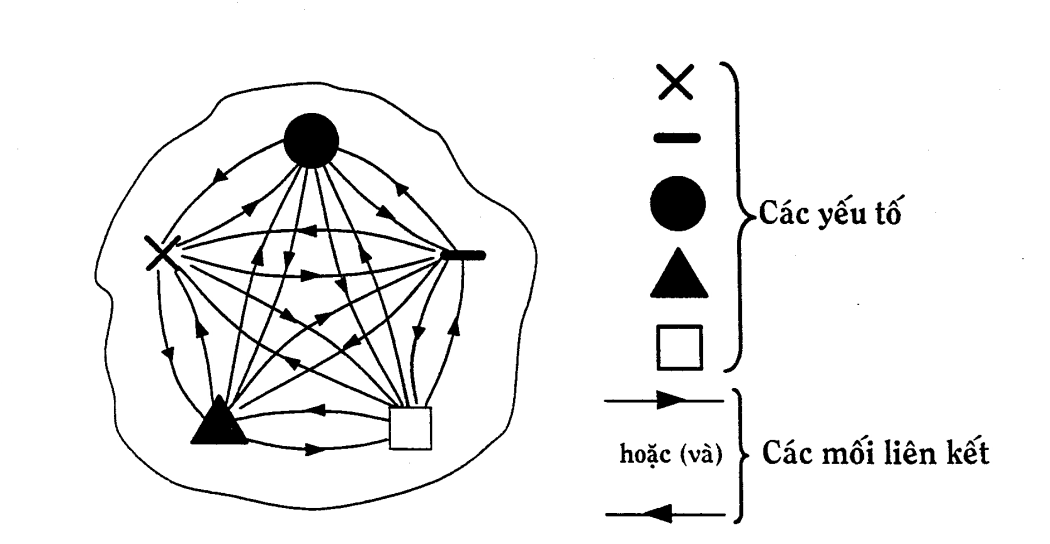 Các yếu tố
hoặc (và)
Các mối liên kết